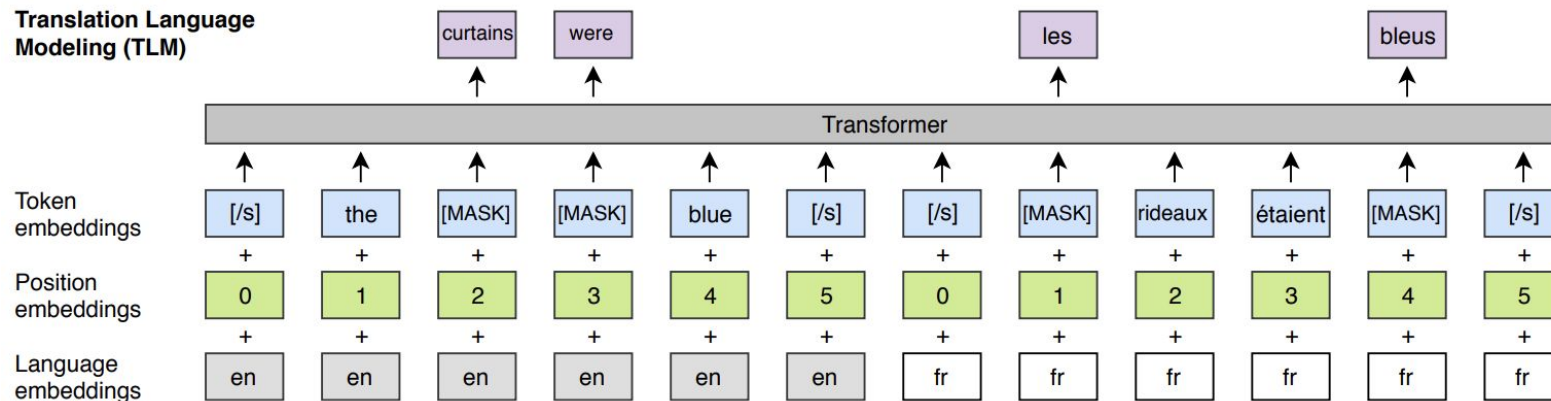 Translation Language
Modeling (TLM)
curtains were les bleus
Transformer
Token
embeddings
[/s] the [MASK] [MASK] blue [/s] [/s] [MASK] rideaux étaient [MASK] [/s]
+ + + + + + + + + + + +
Position
embeddings
0 1 2 3 4 5 0 1 2 3 4 5
+ + + + + + + + + + + +
Language
embeddings
en en en en en en fr fr fr fr fr fr